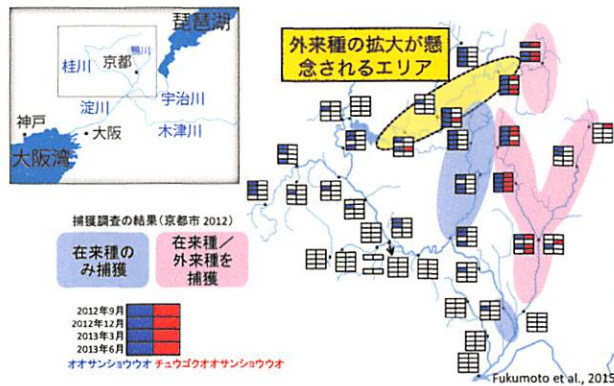 琵琶湖
鴨川
桂川
京都
淀川
宇治川
神戸
大阪
木津川
大阪湾
外来種の拡大が懸
念されるエリア
捕獲調査の結果(京都市 2012)
在来種の
み捕獲
在来種/
外来種を
捕獲
2012年9月
2012年12月
2013年3月
2013年6月
オオサンショウウオ チュウゴクオオサンショウウオ
Fukumoto et al., 2015